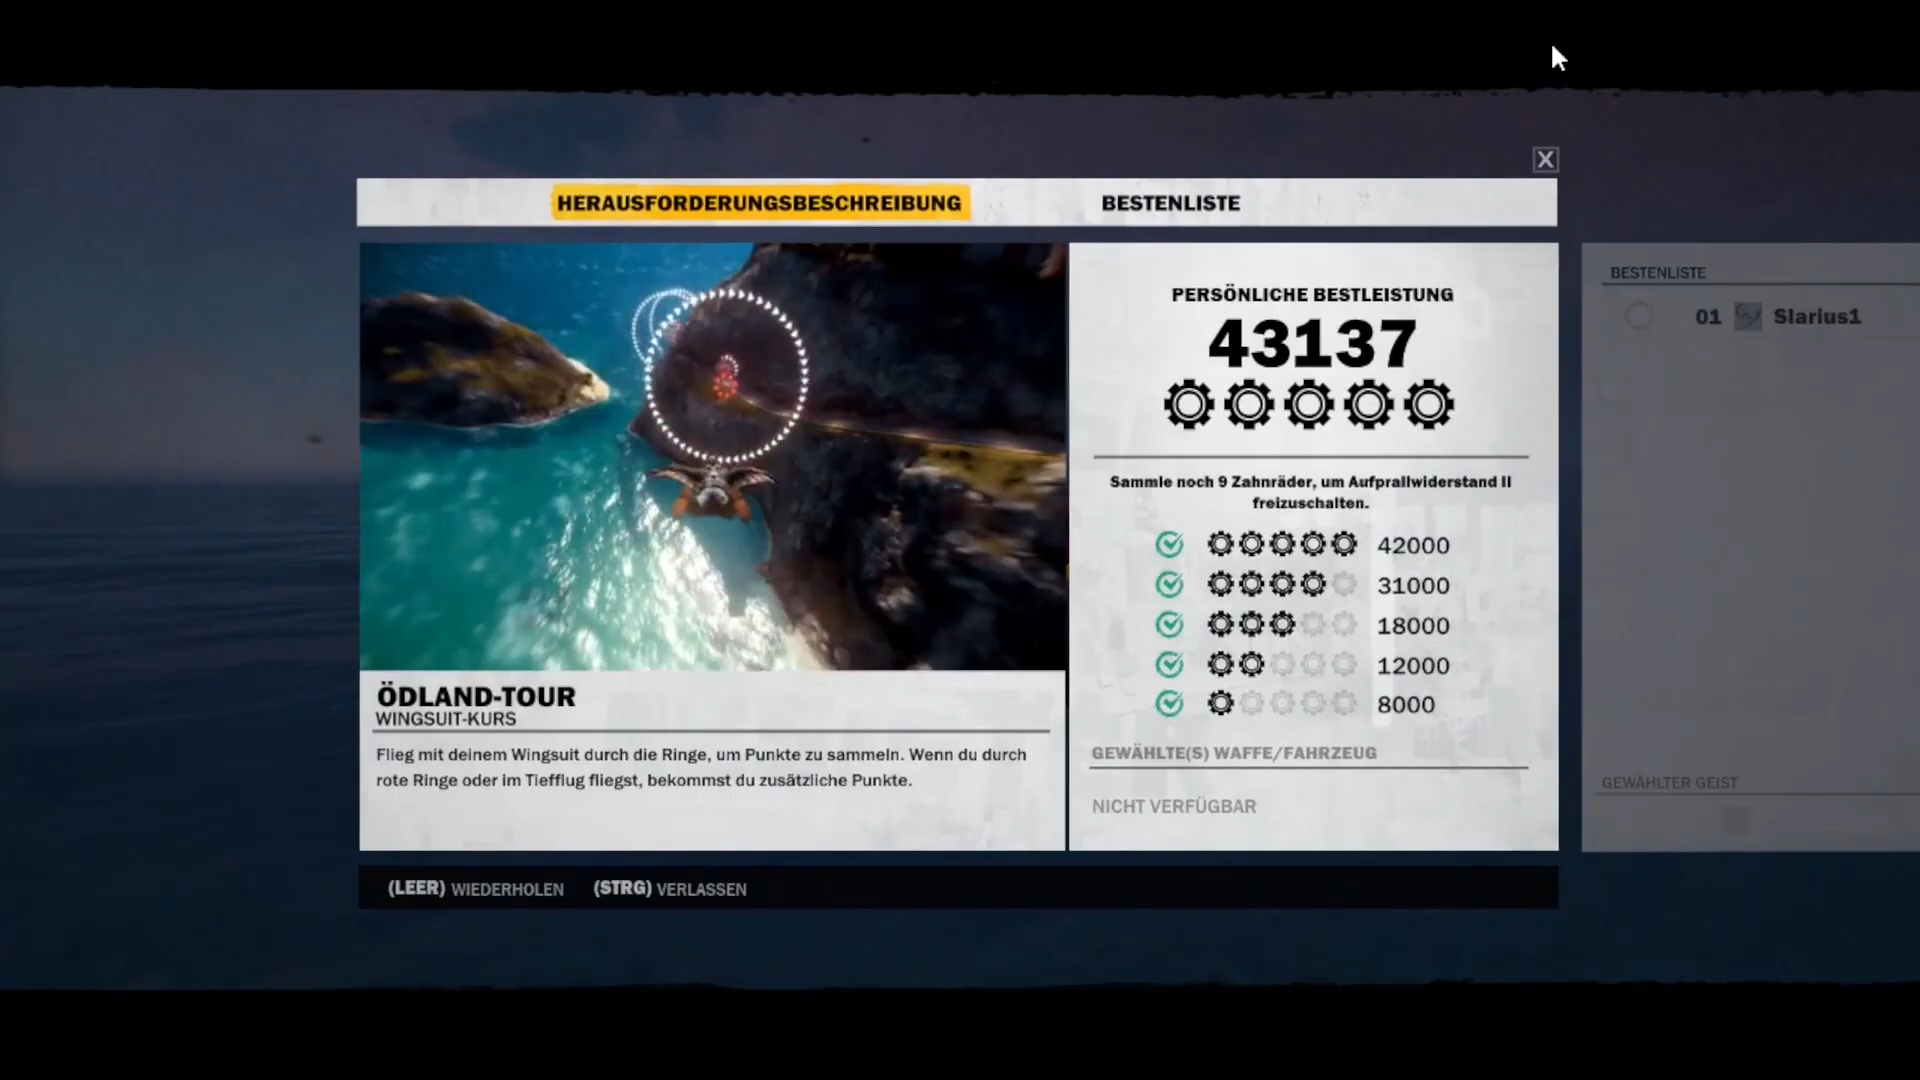 X
HERAUSFORDERUNGSBESCHREIBUNG
BESTENLISTE
PERSÖNLICHE BESTLEISTUNG
43137
Sammle noch 9 Zahnräder, um Aufprallwiderstand II
freizuschalten.
42000
31000
18000
12000
8000
GEWÄHLTE(S) WAFFE/FAHRZEUG
NICHT VERFÜGBAR
ÖDLAND-TOUR
WINGSUIT-KURS
Flieg mit deinem Wingsuit durch die Ringe, um Punkte zu sammeln. Wenn du durch
rote Ringe oder im Tiefflug fliegst, bekommst du zusätzliche Punkte.
BESTENLISTE
01 Slarius1
GEWÄHLTER GEIST
(LEER) WIEDERHOLEN (STRG) VERLASSEN